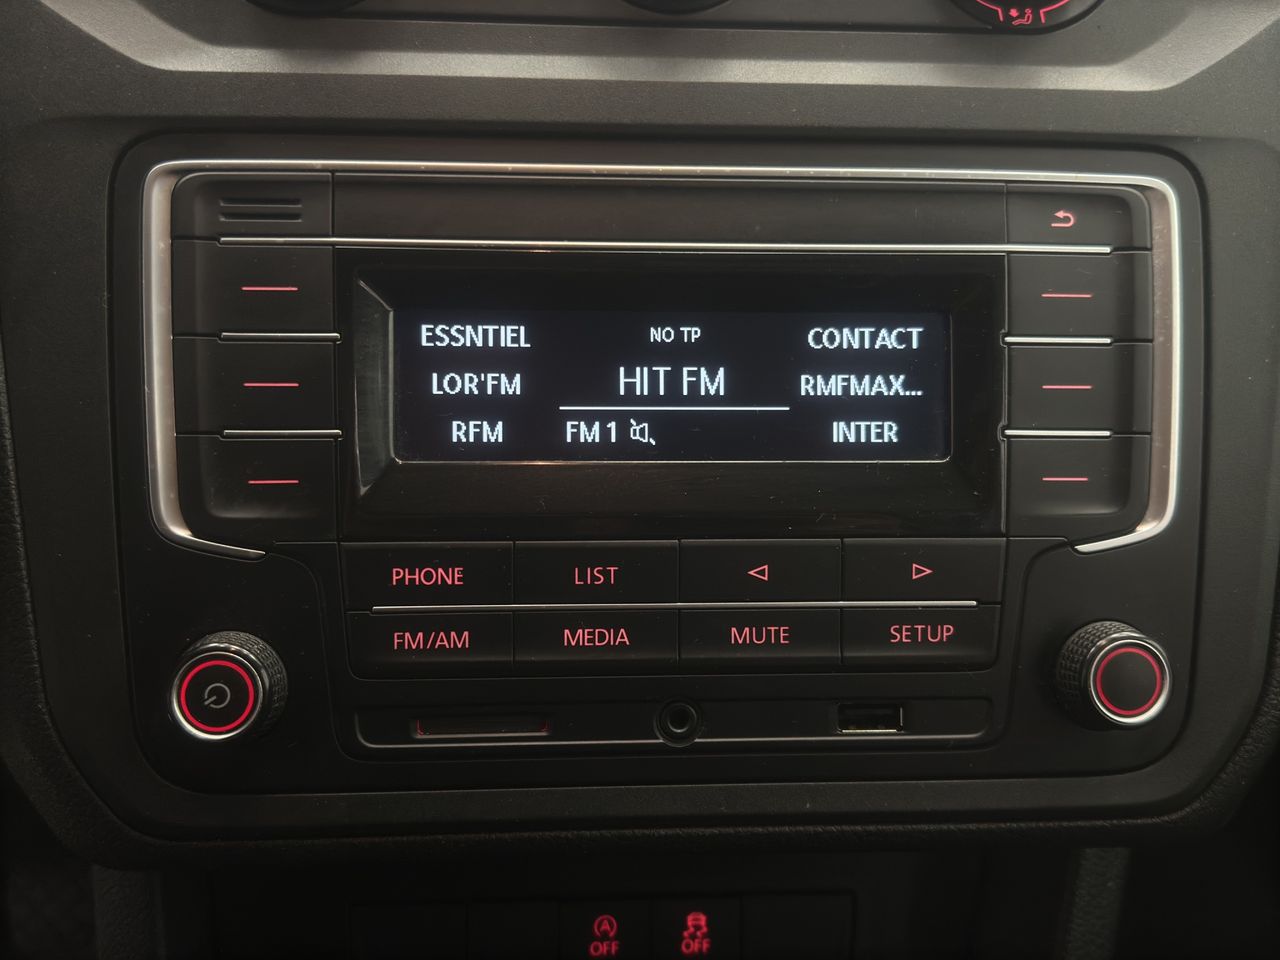 ESSNTIEL NO TP CONTACT
LOR'FM HIT FM RMFMAX...
RFM FM 1 INTER
PHONE LIST
FM/AM MEDIA MUTE SETUP
A
OFF OFF